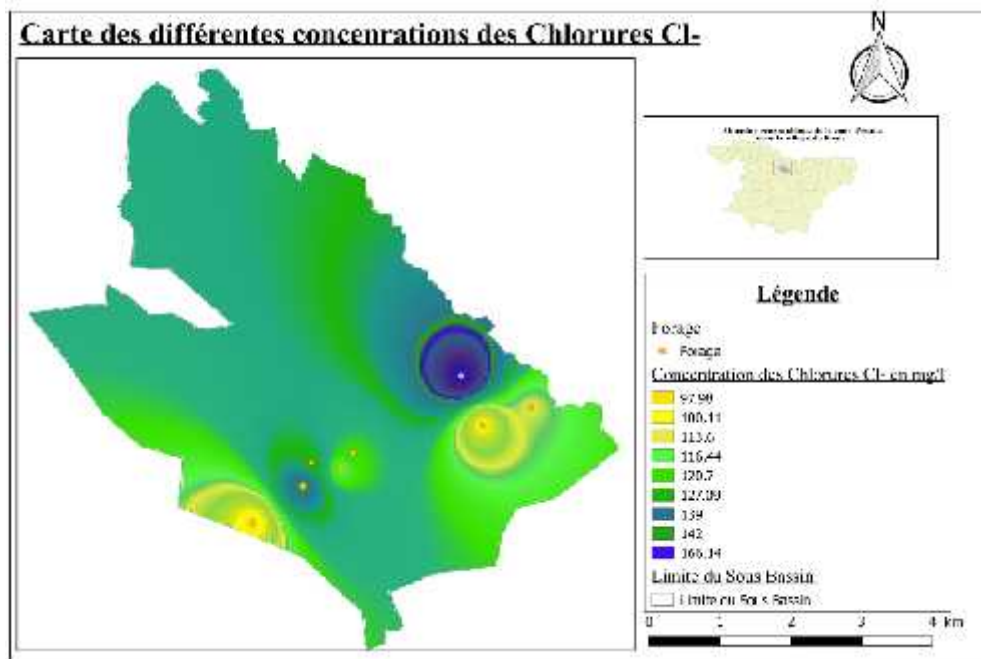 Carte des différentes concenrations des Chlorures Cl-
N
Légende
Forage
Forage
Concentration des Chlorures Cl- en mg/l
97.98
100.11
113.6
116.44
120.7
127.09
139
142
166.14
Limite du Sous Bassin
Limite du Sous Bassin
0 1 2 3 4 km